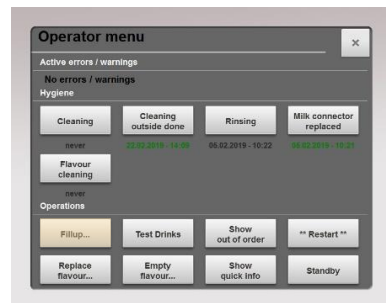 Operator menu
×
Active errors / warnings
No errors / warnings
Hygiene
Cleaning
Cleaning
outside done
Rinsing
Milk connector
replaced
never
22.02.2019 - 14:08
06.02.2019 - 10:22
06.02.2019 - 10:21
Flavour
cleaning
never
Operations
Fillup...
Test Drinks
Show
out of order
** Restart **
Replace
flavour...
Empty
flavour...
Show
quick info
Standby